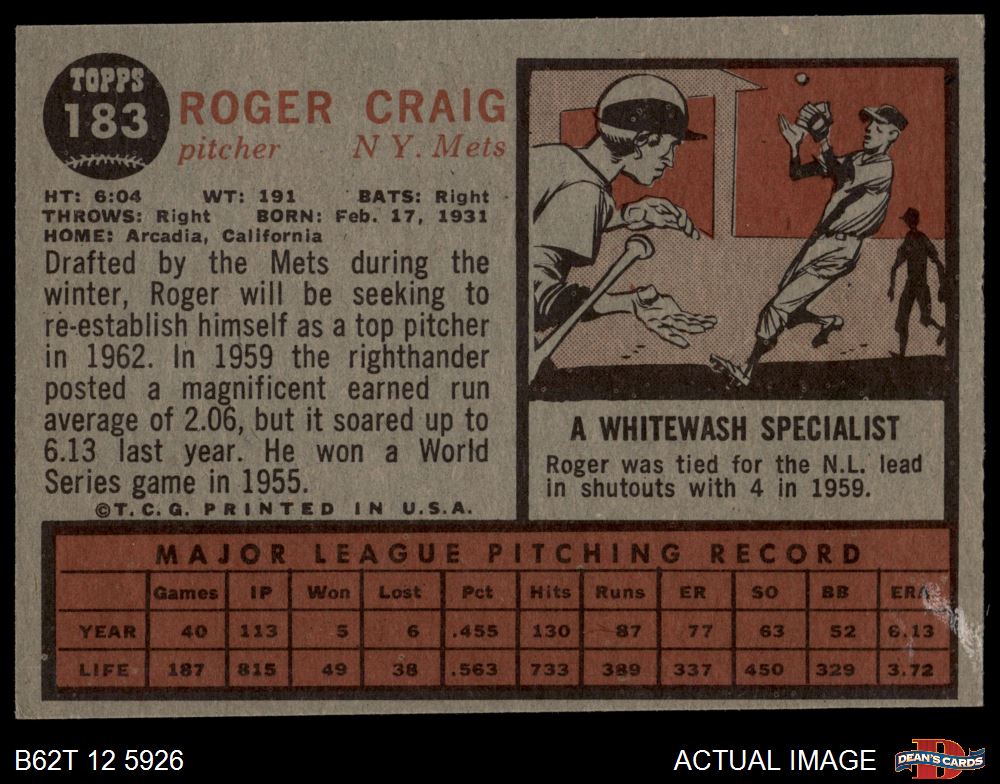 TOPPS
183
ROGER CRAIG
pitcher N Y. Mets
HT: 6:04 WT: 191 BATS: Right
THROWS: Right BORN: Feb. 17, 1931
HOME: Arcadia, California
Drafted by the Mets during the
winter, Roger will be seeking to
re-establish himself as a top pitcher
in 1962. In 1959 the righthander
posted a magnificent earned run
average of 2.06, but it soared up to
6.13 last year. He won a World
Series game in 1955.
©T.C.G. PRINTED IN U.S.A.
A WHITEWASH SPECIALIST
Roger was tied for the N.L. lead
in shutouts with 4 in 1959.
MAJOR LEAGUE PITCHING RECORD
Games IP Won Lost Pct Hits Runs ER SO BB ERA
YEAR 40 113 5 6 .455 130 87 77 63 52 6.13
LIFE 187 815 49 38 .563 733 389 337 450 329 3.72
B62T 12 5926 ACTUAL IMAGE
DEAN'S CARDS